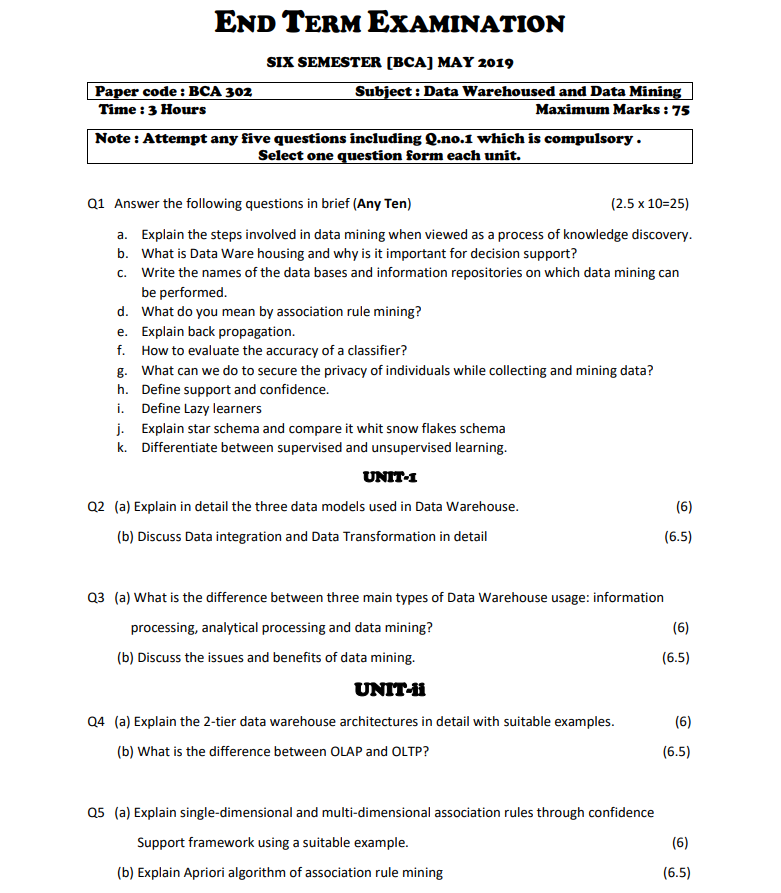 END TERM EXAMINATION
SIX SEMESTER [BCA] MAY 2019
Paper code : BCA 302 Subject : Data Warehoused and Data Mining
Time : 3 Hours Maximum Marks : 75
Note : Attempt any five questions including Q.no.1 which is compulsory .
Select one question form each unit.
Q1 Answer the following questions in brief (Any Ten) (2.5 x 10=25)
a. Explain the steps involved in data mining when viewed as a process of knowledge discovery.
b. What is Data Ware housing and why is it important for decision support?
c. Write the names of the data bases and information repositories on which data mining can
be performed.
d. What do you mean by association rule mining?
e. Explain back propagation.
f. How to evaluate the accuracy of a classifier?
g. What can we do to secure the privacy of individuals while collecting and mining data?
h. Define support and confidence.
i. Define Lazy learners
j. Explain star schema and compare it whit snow flakes schema
k. Differentiate between supervised and unsupervised learning.
UNIT-1
Q2 (a) Explain in detail the three data models used in Data Warehouse. (6)
(b) Discuss Data integration and Data Transformation in detail (6.5)
Q3 (a) What is the difference between three main types of Data Warehouse usage: information
processing, analytical processing and data mining? (6)
(b) Discuss the issues and benefits of data mining. (6.5)
UNIT-ii
Q4 (a) Explain the 2-tier data warehouse architectures in detail with suitable examples. (6)
(b) What is the difference between OLAP and OLTP? (6.5)
Q5 (a) Explain single-dimensional and multi-dimensional association rules through confidence
Support framework using a suitable example. (6)
(b) Explain Apriori algorithm of association rule mining (6.5)